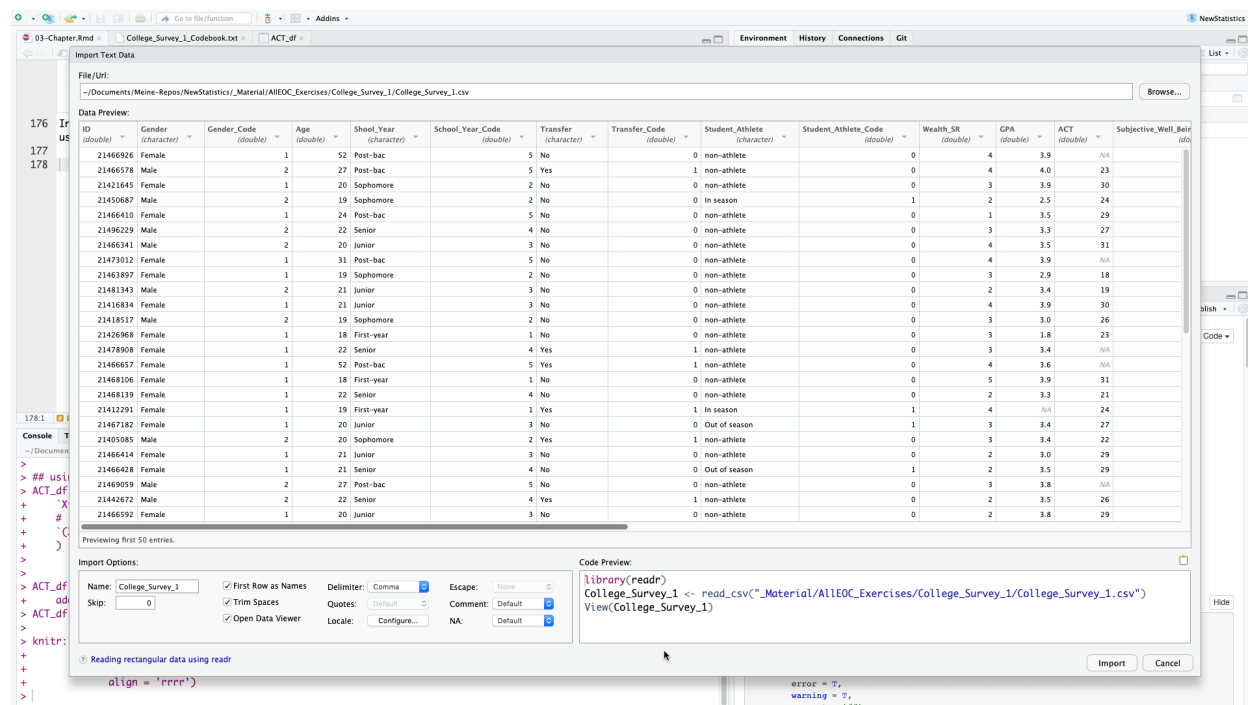 Go to file/function
Addins
NewStatistics
03-Chapter.Rmd
College_Survey_1_Codebook.txt
ACT_df
Environment History Connections Git
Import Text Data
List
File/Url:
~/Documents/Meine-Repos/NewStatistics/_Material/AllEOC_Exercises/College_Survey_1/College_Survey_1.csv
Browse...
Data Preview:
ID Gender Gender_Code Age Shool_Year School_Year_Code Transfer Transfer_Code Student_Athlete Student_Athlete_Code Wealth_SR GPA ACT Subjective_Well_Bein
(double) (character) (double) (double) (character) (double) (character) (double) (character) (double) (double) (double) (double) (do
21466926 Female 1 52 Post-bac 5 No 0 non-athlete 0 4 3.9 NA
21466578 Male 2 27 Post-bac 5 Yes 1 non-athlete 0 4 4.0 23
21421645 Female 1 20 Sophomore 2 No 0 non-athlete 0 3 3.9 30
21450687 Male 2 19 Sophomore 2 No 0 In season 1 2 2.5 24
21466410 Female 1 24 Post-bac 5 No 0 non-athlete 0 1 3.5 29
21496229 Male 2 22 Senior 4 No 0 non-athlete 0 3 3.3 27
21466341 Male 2 20 Junior 3 No 0 non-athlete 0 4 3.5 31
21473012 Female 1 31 Post-bac 5 No 0 non-athlete 0 4 3.9 NA
21463897 Female 1 19 Sophomore 2 No 0 non-athlete 0 3 2.9 18
21481343 Male 2 21 Junior 3 No 0 non-athlete 0 2 3.4 19
21416834 Female 1 21 Junior 3 No 0 non-athlete 0 4 3.9 30
21418517 Male 2 19 Sophomore 2 No 0 non-athlete 0 3 3.0 26
21426968 Female 1 18 First-year 1 No 0 non-athlete 0 3 1.8 23
21478908 Female 1 22 Senior 4 Yes 1 non-athlete 0 3 3.4 NA
21466657 Female 1 52 Post-bac 5 Yes 1 non-athlete 0 4 3.6 NA
21468106 Female 1 18 First-year 1 No 0 non-athlete 0 5 3.9 31
21468139 Female 1 22 Senior 4 No 0 non-athlete 0 2 3.3 21
21412291 Female 1 19 First-year 1 Yes 1 In season 1 4 NA 24
21467182 Female 1 20 Junior 3 No 0 Out of season 1 3 3.4 27
21405085 Male 2 20 Sophomore 2 Yes 1 non-athlete 0 3 3.4 22
21466414 Female 1 21 Junior 3 No 0 non-athlete 0 2 3.0 29
21466428 Female 1 21 Senior 4 No 0 Out of season 1 2 3.5 29
21469059 Male 2 27 Post-bac 5 No 0 non-athlete 0 3 3.8 NA
21442672 Male 2 22 Senior 4 Yes 1 non-athlete 0 2 3.5 26
21466592 Female 1 20 Junior 3 No 0 non-athlete 0 2 3.8 29
Previewing first 50 entries.
Import Options:
Name: College_Survey_1
Skip: 0
First Row as Names
Trim Spaces
Open Data Viewer
Delimiter: Comma
Quotes: Default
Locale: Configure...
Escape: None
Comment: Default
NA: Default
Code Preview:
library(readr)
College_Survey_1 <- read_csv("_Material/AllEOC_Exercises/College_Survey_1/College_Survey_1.csv")
View(College_Survey_1)
Reading rectangular data using readr
Import
Cancel
176 In
us
177
178
178:1
Console T
~/Documen
>
> ## usi
> ACT_df
+ `X
+ #
+ `C
+ )
>
>
> ACT_df
+ ad
> ACT_df
>
> knitr:
+
+
+ align = 'rrrr')
>
blish
Code
Hide
error = T,
warning = T,